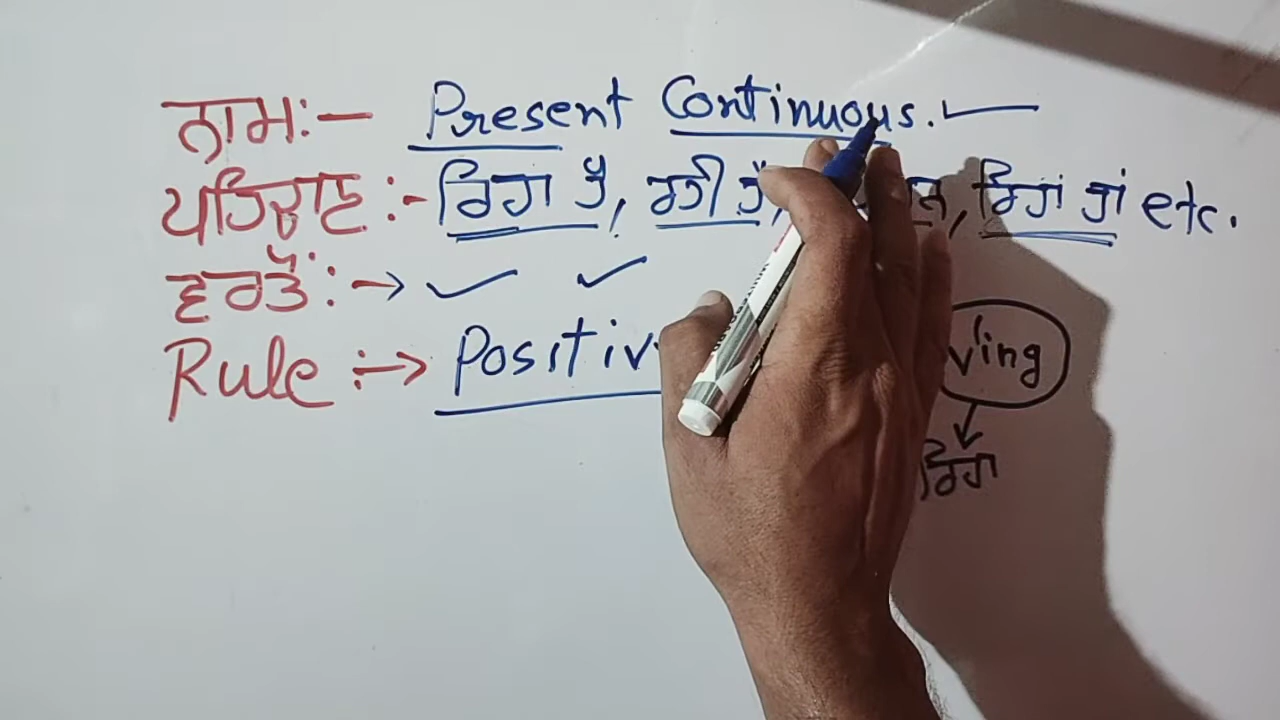 ਨਾਮ:- Present Continuous.
ਪਹਿਚਾਣ:- ਰਿਹਾ ਹੈ, ਰਹੀ ਹੈ, ਰਿਹਾਂ ਹਾਂ etc.
ਵਰਤੋਂ:-
Rule :-> Positiv
Ving
ਰਿਹਾ